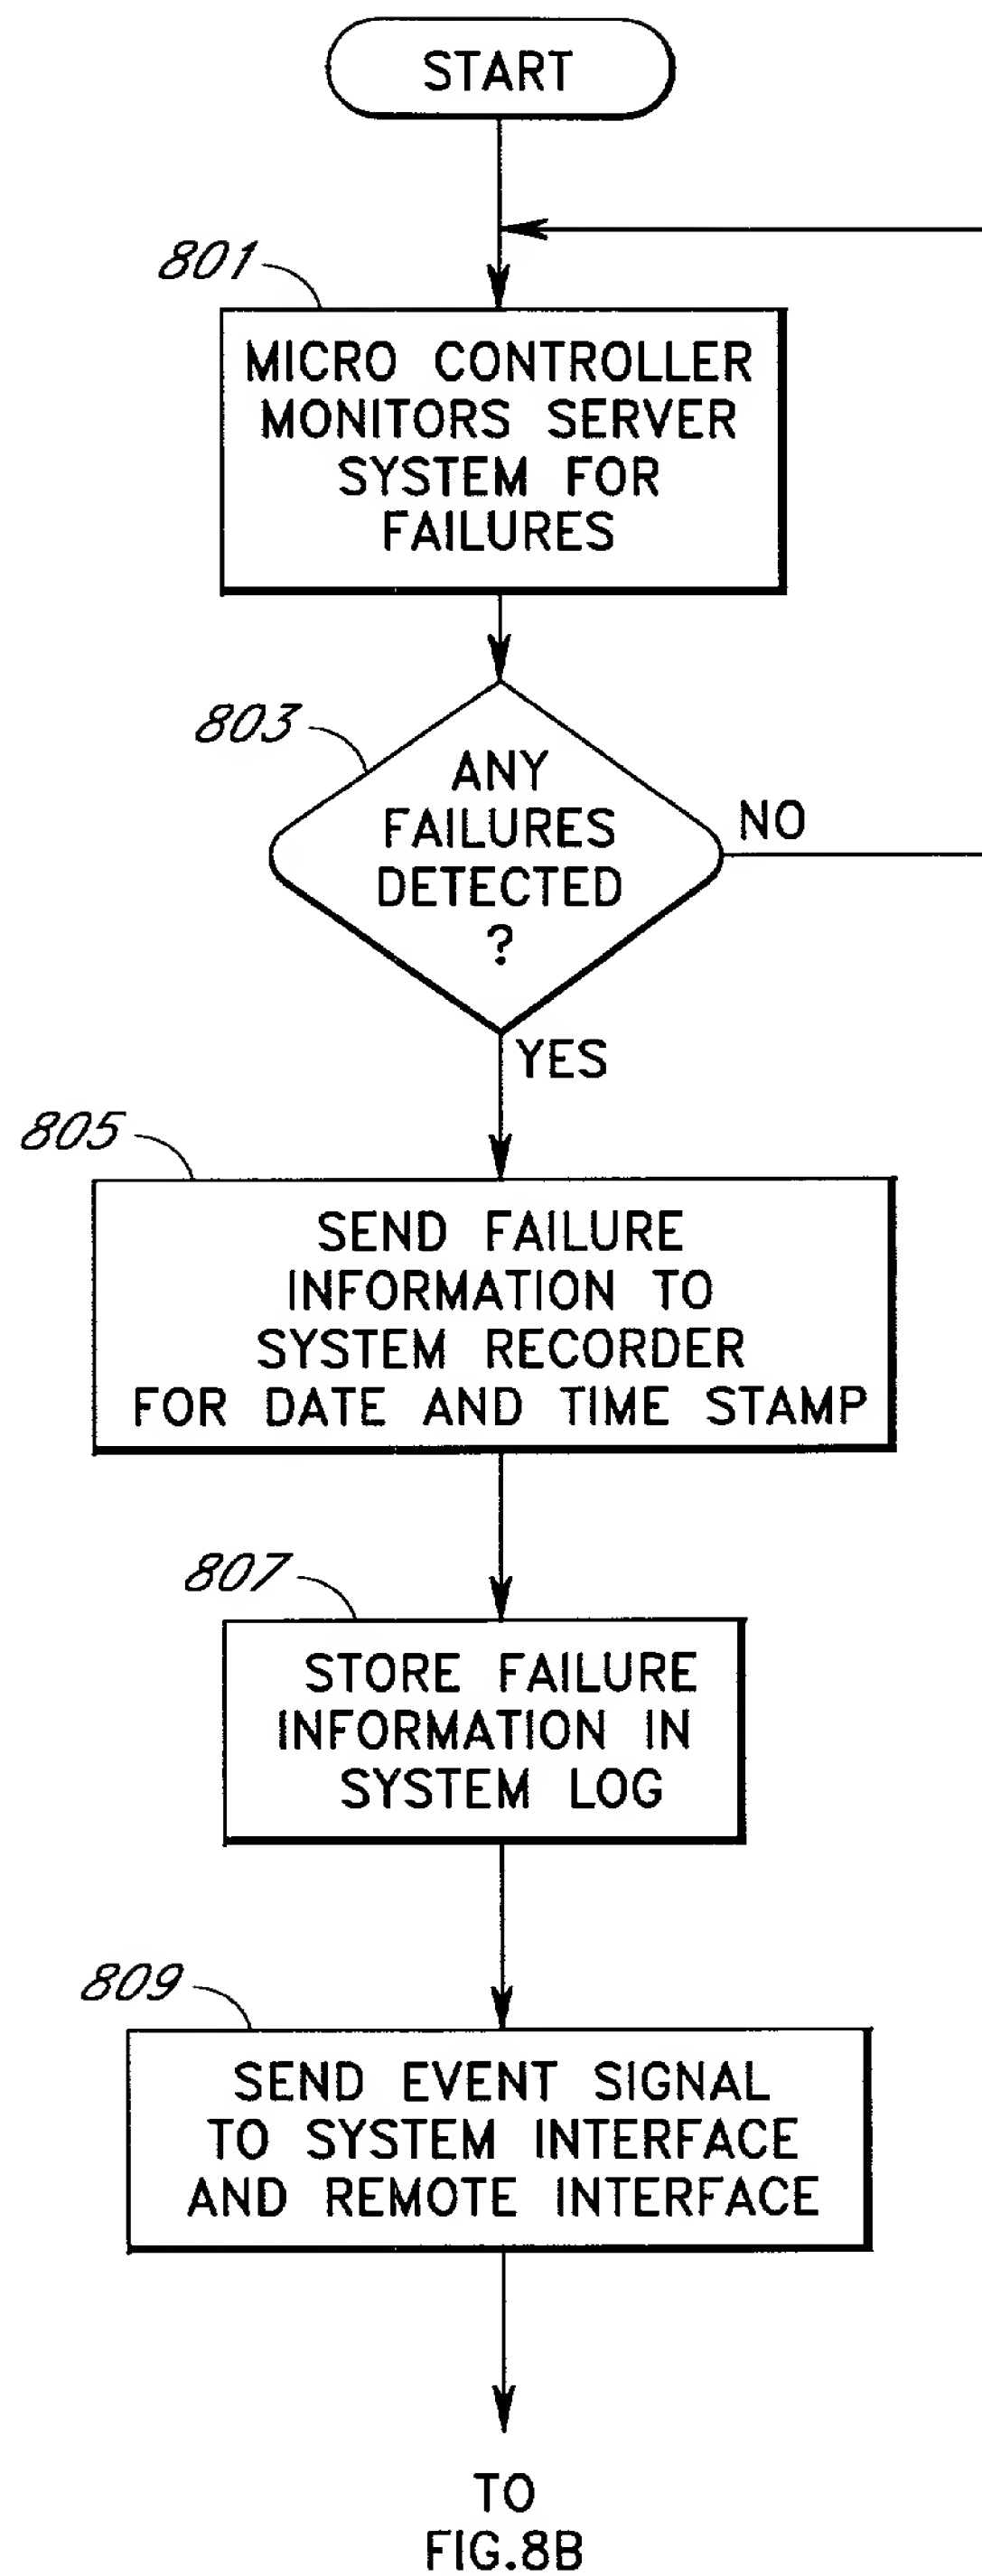 START
801
MICRO CONTROLLER
MONITORS SERVER
SYSTEM FOR
FAILURES
803
ANY
FAILURES
DETECTED
?
NO
YES
805
SEND FAILURE
INFORMATION TO
SYSTEM RECORDER
FOR DATE AND TIME STAMP
807
STORE FAILURE
INFORMATION IN
SYSTEM LOG
809
SEND EVENT SIGNAL
TO SYSTEM INTERFACE
AND REMOTE INTERFACE
TO
FIG.8B